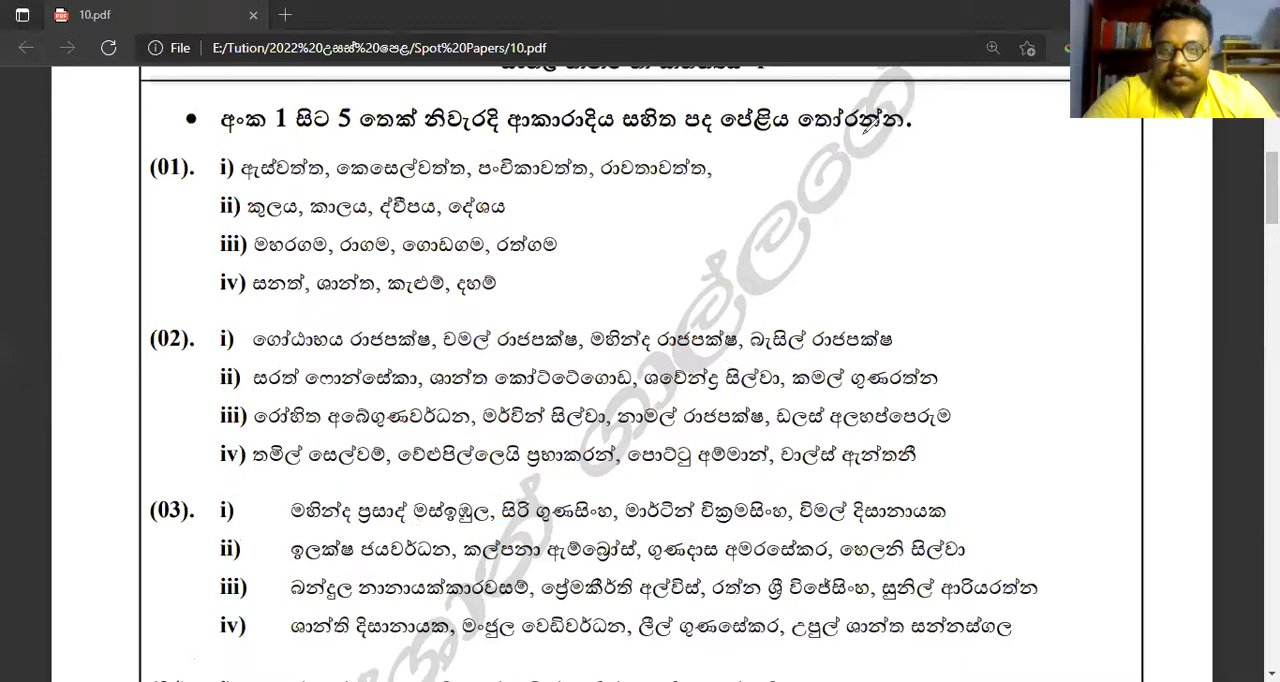 10.pdf
File E:/Tution/2022%20උසස්%20පෙළ/Spot%20Papers/10.pdf
• අංක 1 සිට 5 තෙක් නිවැරදි ආකාරාදිය සහිත පද පේළිය තෝරන්න.
(01). i) ඇස්වත්ත, කෙසෙල්වත්ත, පංචිකාවත්ත, රාවතාවත්ත,
ii) කුලය, කාලය, ද්වීපය, දේශය
iii) මහරගම, රාගම, ගොඩගම, රත්ගම
iv) සනත්, ශාන්ත, කැළුම්, දහම්
(02). i) ගෝඨාභය රාජපක්ෂ, චමල් රාජපක්ෂ, මහින්ද රාජපක්ෂ, බැසිල් රාජපක්ෂ
ii) සරත් ෆොන්සේකා, ශාන්ත කෝට්ටේගොඩ, ශවේන්ද්‍ර සිල්වා, කමල් ගුණරත්න
iii) රෝහිත අබේගුණවර්ධන, මර්වින් සිල්වා, නාමල් රාජපක්ෂ, ඩලස් අලහප්පෙරුම
iv) තමිල් සෙල්වම්, වේළුපිල්ලෙයි ප්‍රභාකරන්, පොට්ටු අම්මාන්, චාල්ස් ඇන්තනී
(03). i) මහින්ද ප්‍රසාද් මස්ඉඹුල, සිරි ගුණසිංහ, මාර්ටින් වික්‍රමසිංහ, විමල් දිසානායක
ii) ඉලක්ෂ ජයවර්ධන, කල්පනා ඇම්බ්‍රෝස්, ගුණදාස අමරසේකර, හෙලනි සිල්වා
iii) බන්දුල නානායක්කාරවසම්, ප්‍රේමකීර්ති අල්විස්, රත්න ශ්‍රී විජේසිංහ, සුනිල් ආරියරත්න
iv) ශාන්ති දිසානායක, මංජුල වෙඩිවර්ධන, ලීල් ගුණසේකර, උපුල් ශාන්ත සන්නස්ගල